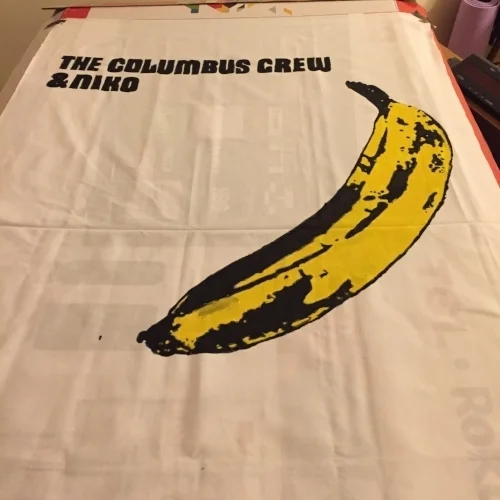 THE COLUMBUS CREW
& NIKO